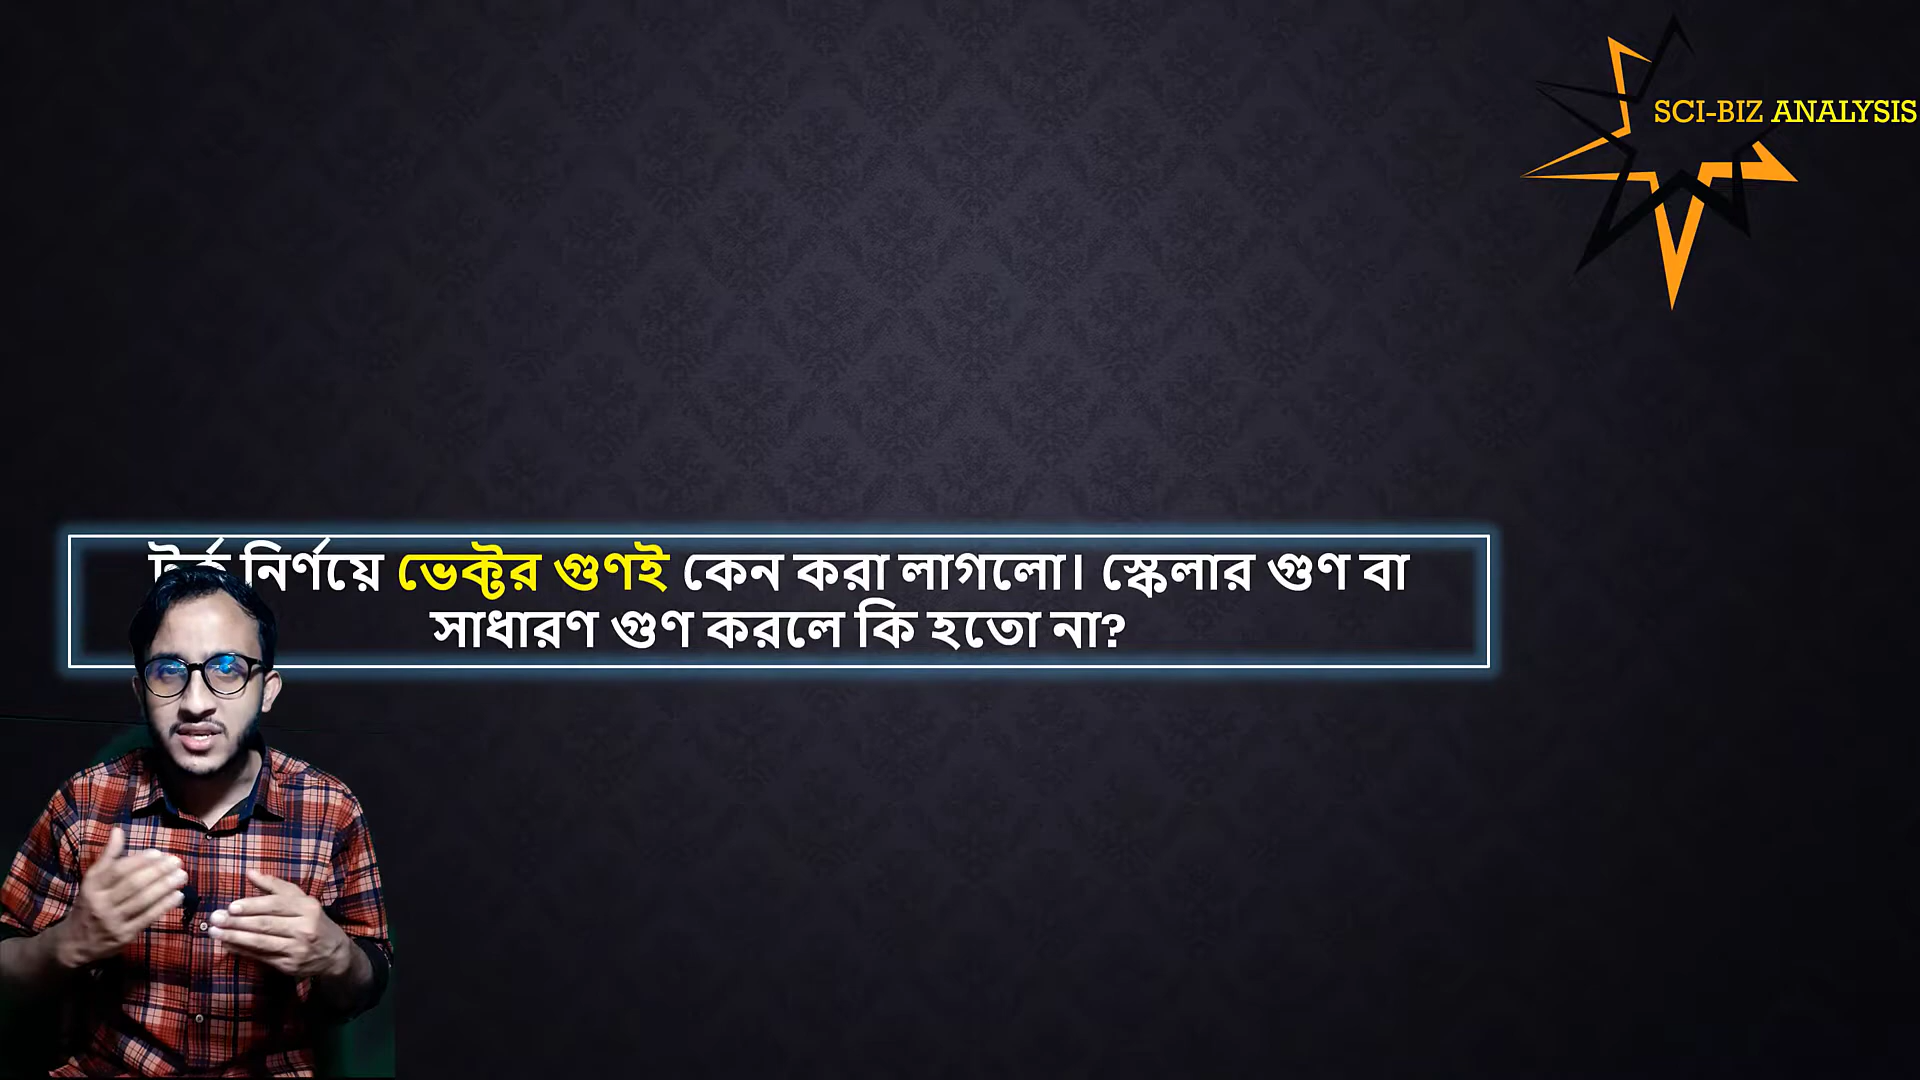 SCI-BIZ ANALYSIS
নির্ণয়ে ভেক্টর গুণই কেন করা লাগলো। স্কেলার গুণ বা
সাধারণ গুণ করলে কি হতো না?